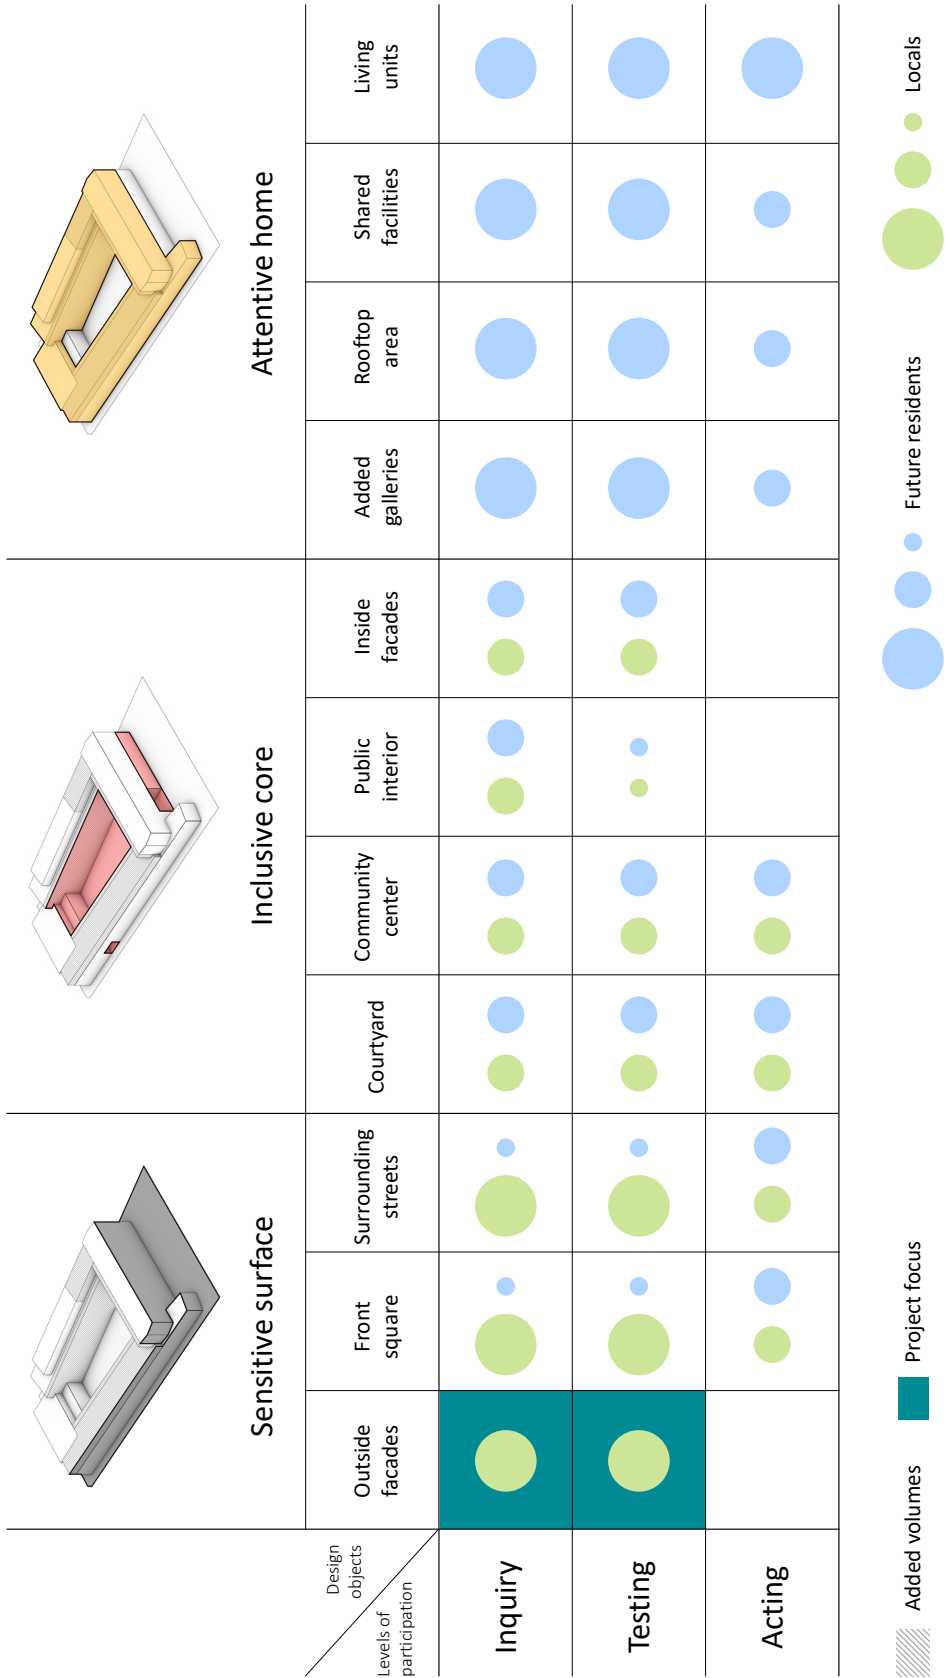 Sensitive surface
Inclusive core
Attentive home
Design
objects
Levels of
participation
Outside
facades
Front
square
Surrounding
streets
Courtyard
Community
center
Public
interior
Inside
facades
Added
galleries
Rooftop
area
Shared
facilities
Living
units
Inquiry
Testing
Acting
Added volumes
Project focus
Future residents
Locals